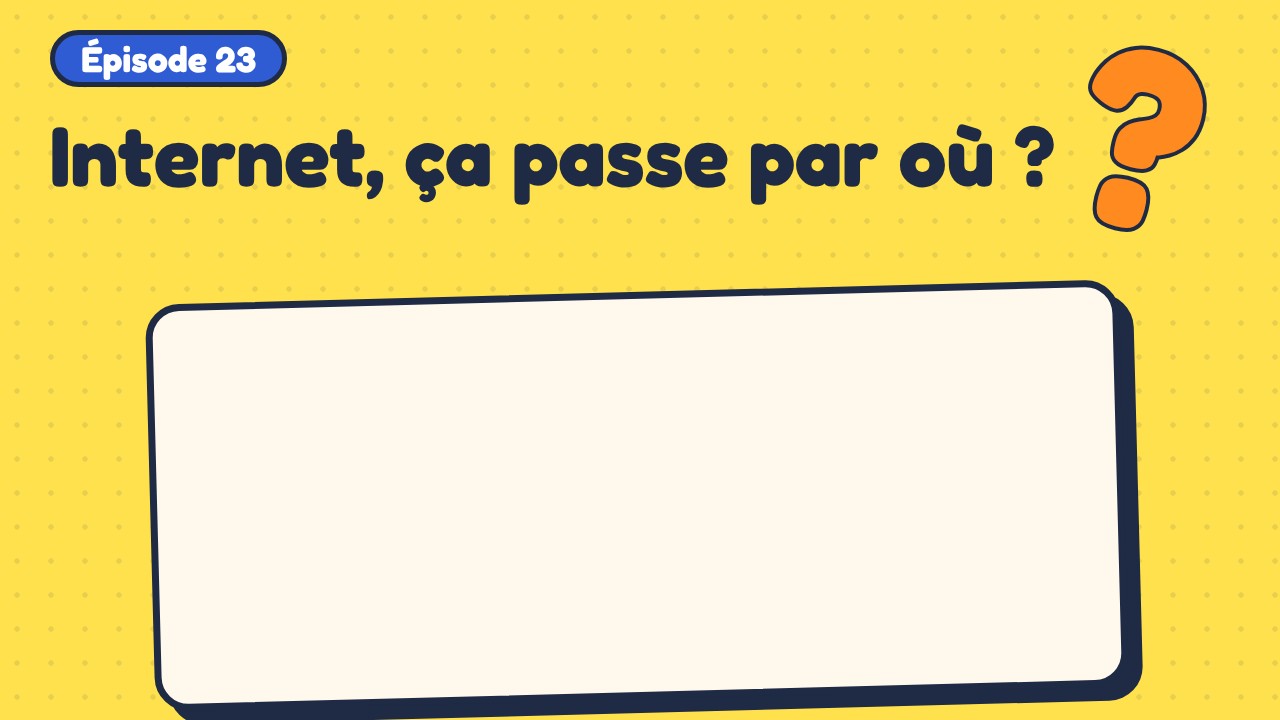 Épisode 23
Internet, ça passe par où ?
?